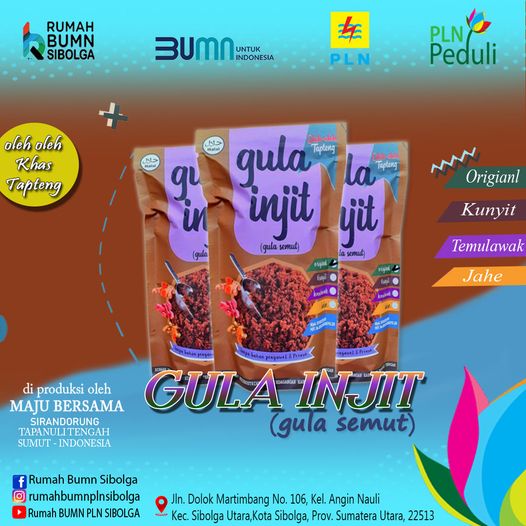 RUMAH
BUMN
SIBOLGA
BUMN UNTUK
INDONESIA
PLN
PLN
Peduli
oleh oleh
Khas
Tapteng
halal
gula
injit
(gula semut)
Tapteng
Origianl
Kunyit
Temulawak
Jahe
GULA INJIT
(gula semut)
di produksi oleh
MAJU BERSAMA
SIRANDORUNG
TAPANULI TENGAH
SUMUT - INDONESIA
Rumah Bumn Sibolga
rumahbumnplnsibolga
Rumah BUMN PLN SIBOLGA
Jln. Dolok Martimbang No. 106, Kel. Angin Nauli
Kec. Sibolga Utara,Kota Sibolga, Prov. Sumatera Utara, 22513